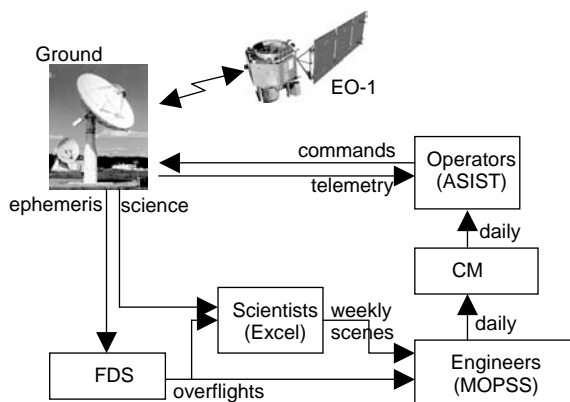 Ground
EO-1
commands
telemetry
Operators
(ASIST)
ephemeris science
daily
CM
daily
Scientists
(Excel)
weekly
scenes
FDS
overflights
Engineers
(MOPSS)